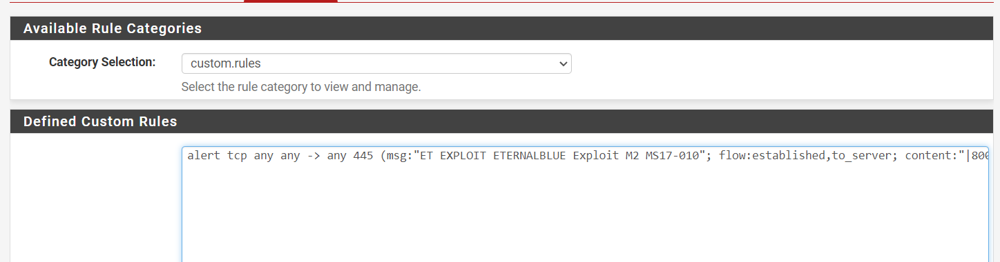 Available Rule Categories
Category Selection: custom.rules
Select the rule category to view and manage.
Defined Custom Rules
alert tcp any any -> any 445 (msg:"ET EXPLOIT ETERNALBLUE Exploit M2 MS17-010"; flow:established,to_server; content:"|800